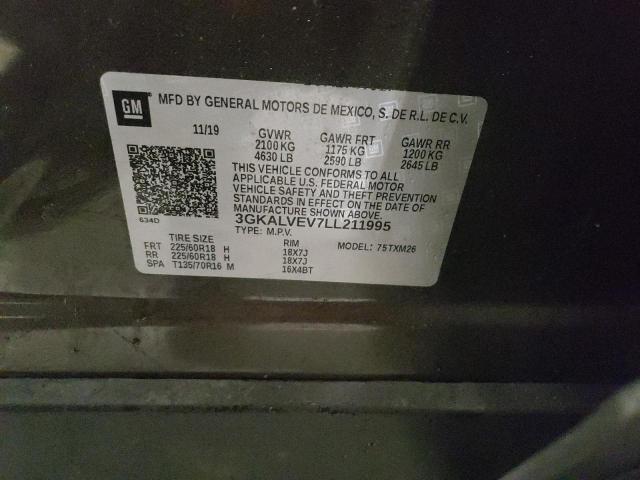 GM MFD BY GENERAL MOTORS DE MEXICO, S. DE R.L. DE C.V.
11/19 GVWR GAWR FRT GAWR RR
2100 KG 1175 KG 1200 KG
4630 LB 2590 LB 2645 LB
THIS VEHICLE CONFORMS TO ALL
APPLICABLE U.S. FEDERAL MOTOR
VEHICLE SAFETY AND THEFT PREVENTION
STANDARDS IN EFFECT ON THE DATE OF
MANUFACTURE SHOWN ABOVE.
634D 3GKALVEV7LL211995
TYPE: M.P.V. MODEL: 75TXM26
TIRE SIZE RIM
FRT 225/60R18 H 18X7J
RR 225/60R18 H 18X7J
SPA T135/70R16 M 16X4BT